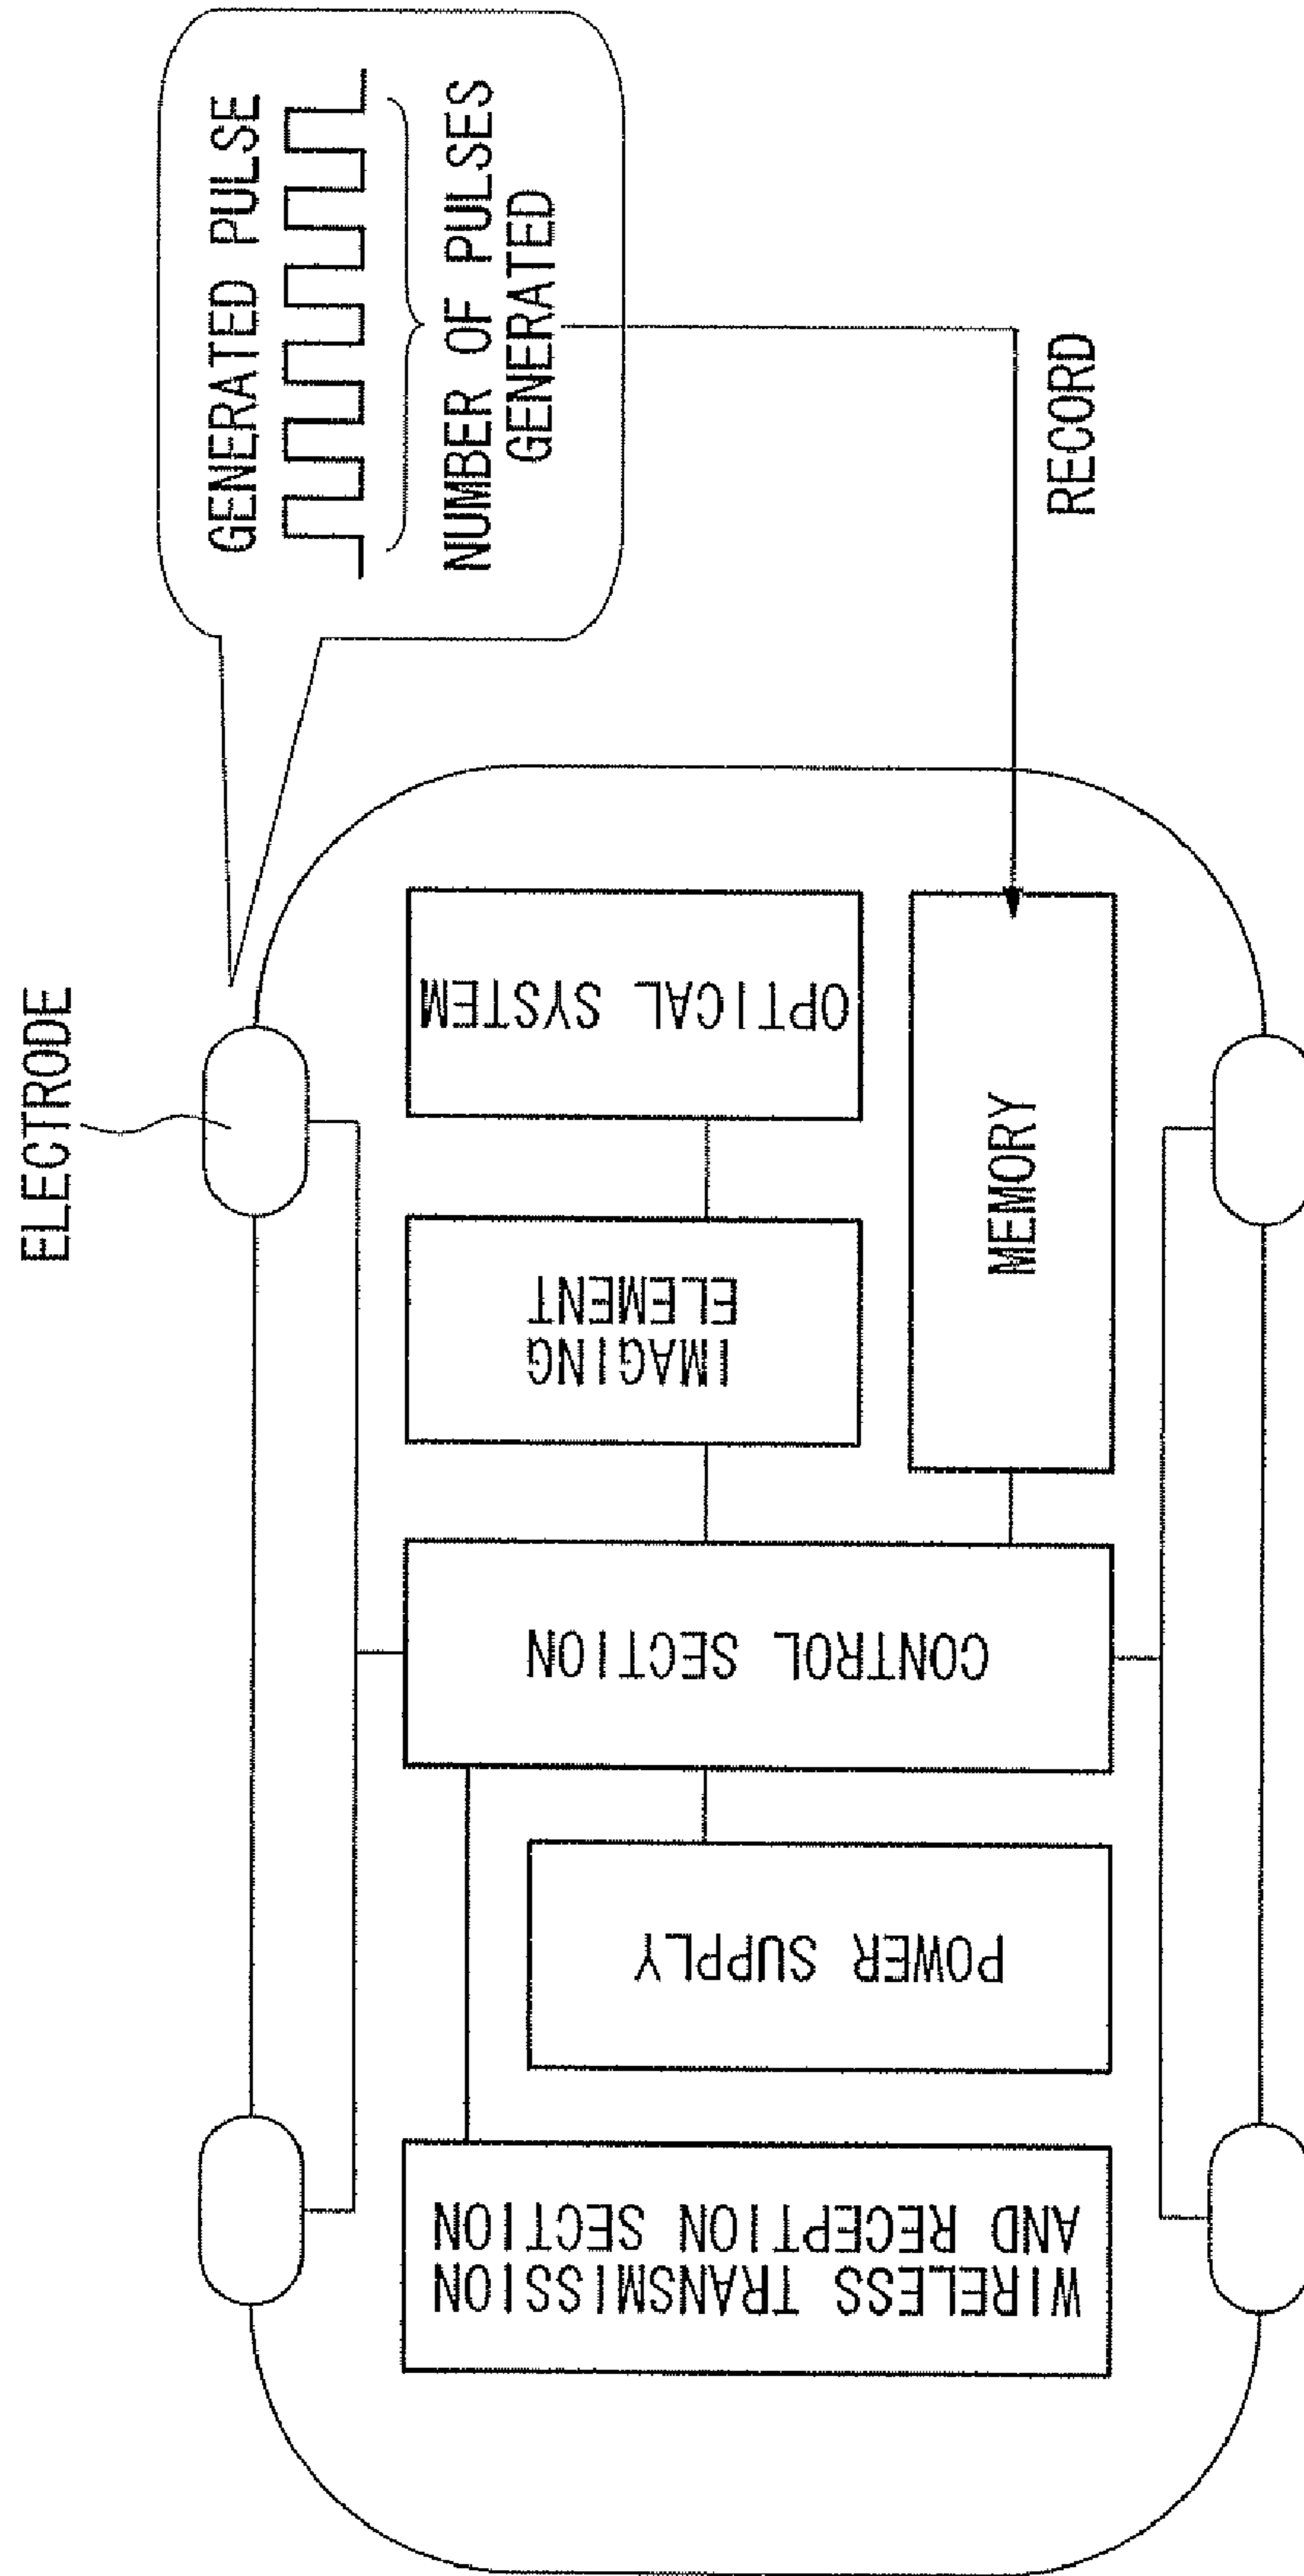 GENERATED PULSE
NUMBER OF PULSES
GENERATED
ELECTRODE
RECORD
OPTICAL SYSTEM
IMAGING
ELEMENT
MEMORY
CONTROL SECTION
POWER SUPPLY
WIRELESS TRANSMISSION
AND RECEPTION SECTION